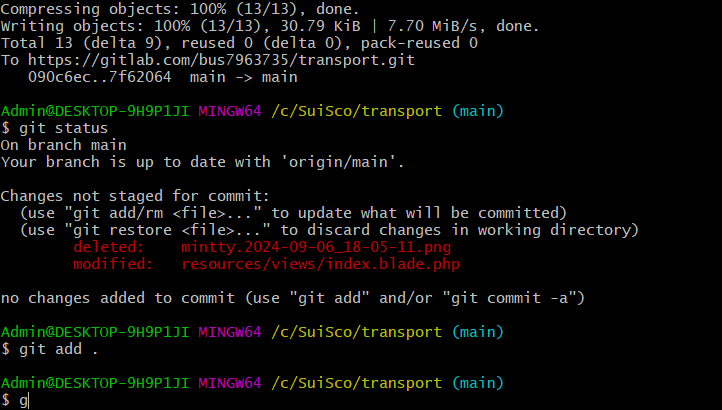 Compressing objects: 100% (13/13), done.
Writing objects: 100% (13/13), 30.79 KiB | 7.70 MiB/s, done.
Total 13 (delta 9), reused 0 (delta 0), pack-reused 0
To https://gitlab.com/bus7963735/transport.git
   090c6ec..7f62064  main -> main

Admin@DESKTOP-9H9P1JI MINGW64 /c/SuiSco/transport (main)
$ git status
On branch main
Your branch is up to date with 'origin/main'.

Changes not staged for commit:
  (use "git add/rm <file>..." to update what will be committed)
  (use "git restore <file>..." to discard changes in working directory)
        deleted:    mintty.2024-09-06_18-05-11.png
        modified:   resources/views/index.blade.php

no changes added to commit (use "git add" and/or "git commit -a")

Admin@DESKTOP-9H9P1JI MINGW64 /c/SuiSco/transport (main)
$ git add .

Admin@DESKTOP-9H9P1JI MINGW64 /c/SuiSco/transport (main)
$ g